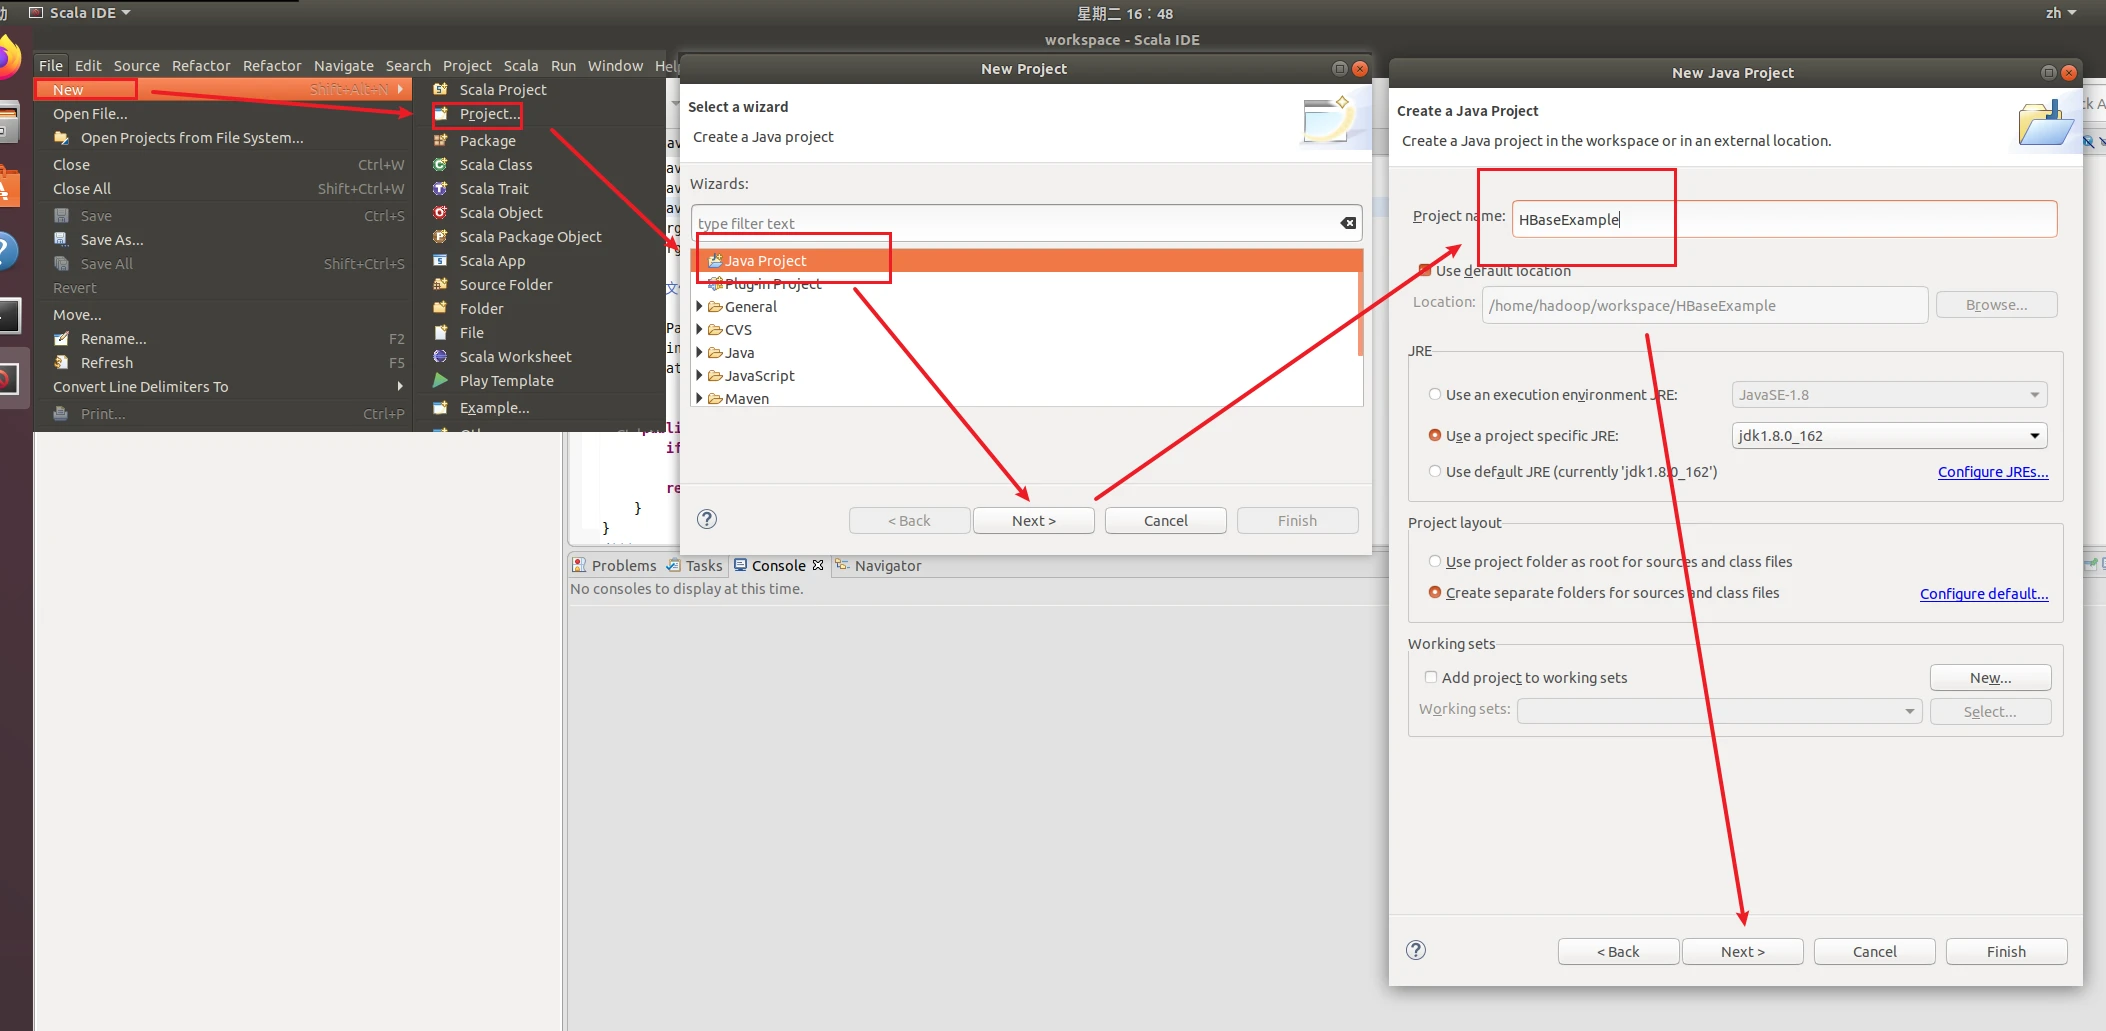 Scala IDE
星期二 16：48
zh
workspace - Scala IDE
File Edit Source Refactor Refactor Navigate Search Project Scala Run Window Help
New Shift+Alt+N
Open File...
Open Projects from File System...
Close Ctrl+W
Close All Shift+Ctrl+W
Save Ctrl+S
Save As...
Save All Shift+Ctrl+S
Revert
Move...
Rename... F2
Refresh F5
Convert Line Delimiters To
Print... Ctrl+P
Scala Project
Project...
Package
Scala Class
Scala Trait
Scala Object
Scala Package Object
Scala App
Source Folder
Folder
File
Scala Worksheet
Play Template
Example...
New Project
Select a wizard
Create a Java project
Wizards:
type filter text
Java Project
Plug-in Project
General
CVS
Java
JavaScript
Maven
< Back
Next >
Cancel
Finish
if
re
}
}
Problems Tasks Console Navigator
No consoles to display at this time.
New Java Project
Create a Java Project
Create a Java project in the workspace or in an external location.
Project name: HBaseExample
Use default location
Location: /home/hadoop/workspace/HBaseExample Browse...
JRE
Use an execution environment JRE: JavaSE-1.8
Use a project specific JRE: jdk1.8.0_162
Use default JRE (currently 'jdk1.8.0_162') Configure JREs...
Project layout
Use project folder as root for sources and class files
Create separate folders for sources and class files Configure default...
Working sets
Add project to working sets New...
Working sets: Select...
< Back
Next >
Cancel
Finish